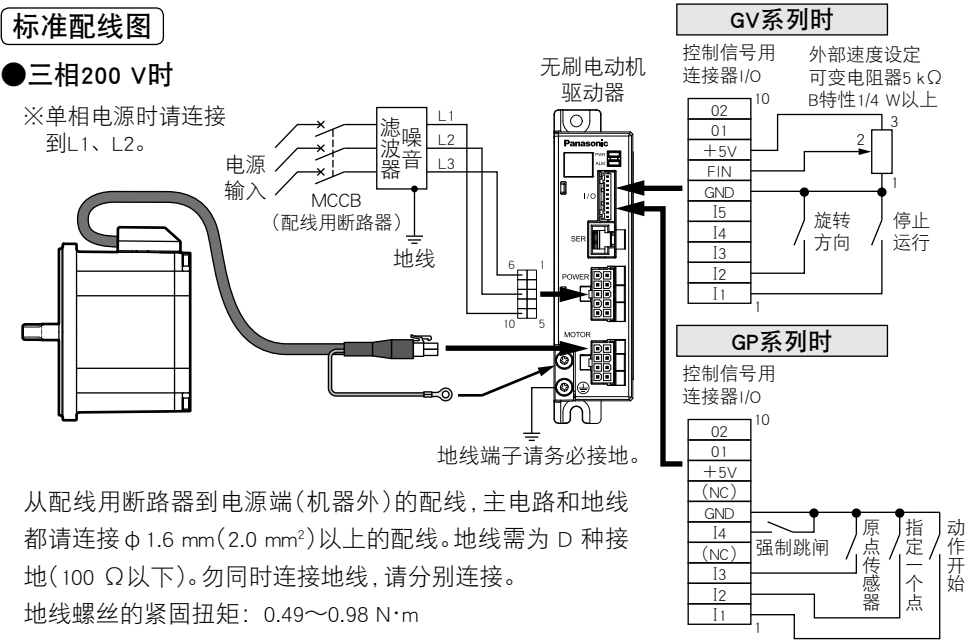 标准配线图
●三相200 V时
※单相电源时请连接
到L1、L2。
电源
输入
MCCB
(配线用断路器)
噪音
滤波器
L1
L2
L3
地线
6
1
10
5
无刷电动机
驱动器
Panasonic
PWR
ALM
I/O
SER
POWER
MOTOR
地线端子请务必接地。
GV系列时
控制信号用
连接器I/O
外部速度设定
可变电阻器5 kΩ
B特性1/4 W以上
10
O2
O1
+5V
FIN
GND
I5
I4
I3
I2
I1
1
3
2
1
旋转
方向
停止
运行
GP系列时
控制信号用
连接器I/O
10
O2
O1
+5V
(NC)
GND
I4
(NC)
I3
I2
I1
1
强制跳闸
原点传感器
指定一个点
动作开始
从配线用断路器到电源端(机器外)的配线,主电路和地线
都请连接φ1.6 mm(2.0 mm²)以上的配线。地线需为 D 种接
地(100 Ω以下)。勿同时连接地线,请分别连接。
地线螺丝的紧固扭矩: 0.49～0.98 N·m